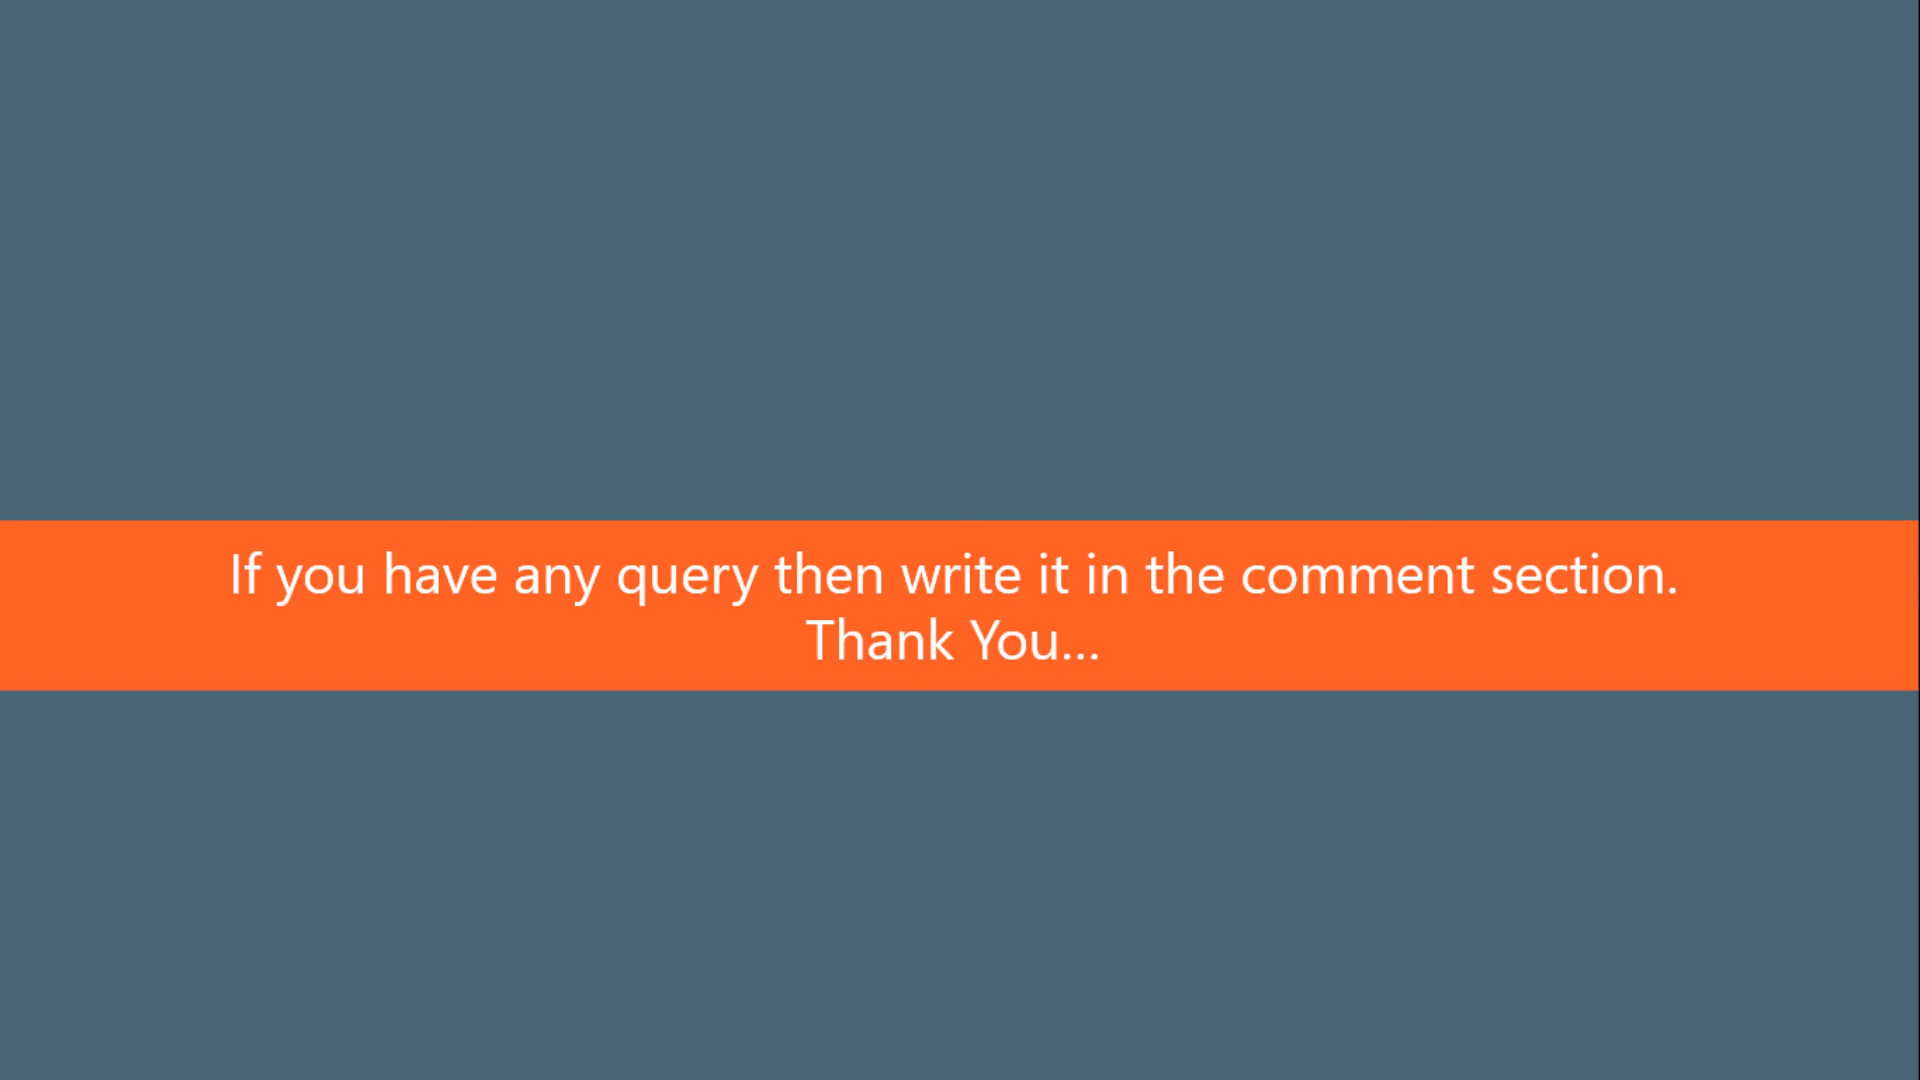 If you have any query then write it in the comment section.
Thank You...